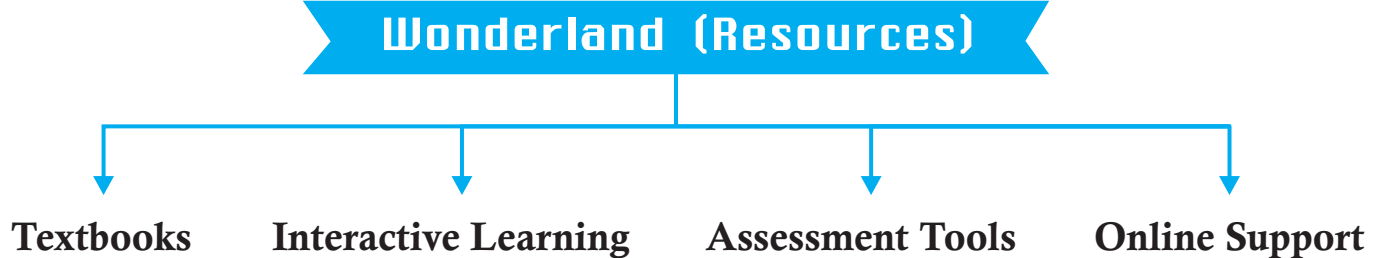 Wonderland (Resources)
Textbooks Interactive Learning Assessment Tools Online Support